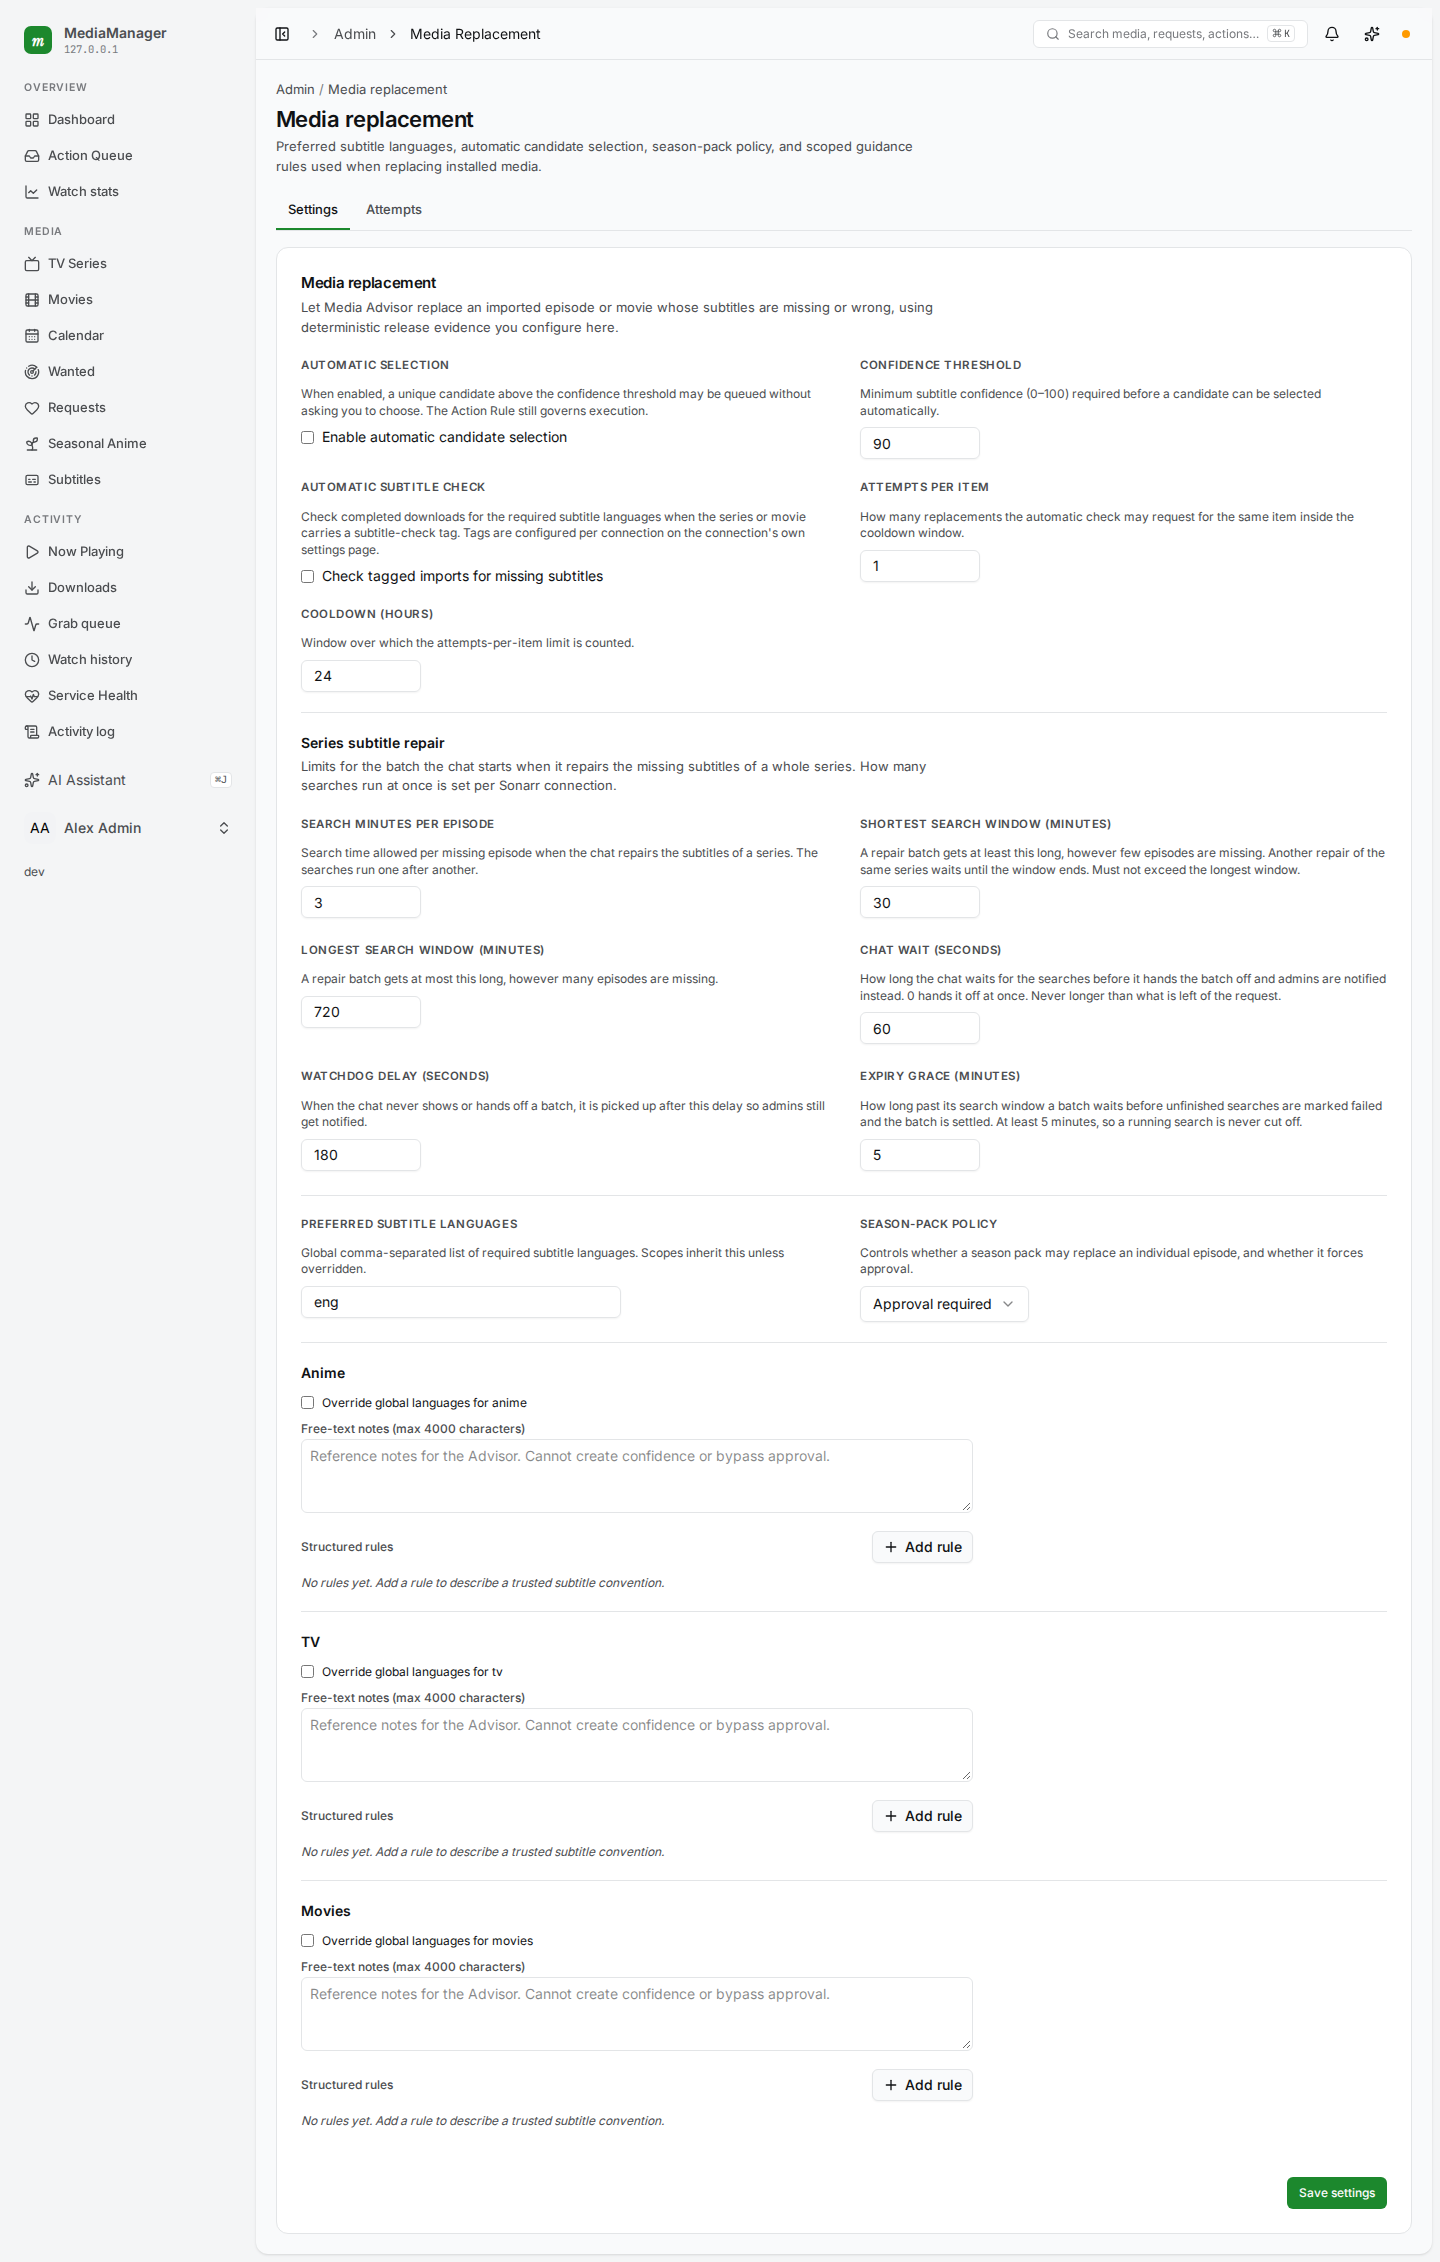 m
MediaManager
127.0.0.1
OVERVIEW
Dashboard
Action Queue
Watch stats
MEDIA
TV Series
Movies
Calendar
Wanted
Requests
Seasonal Anime
Subtitles
ACTIVITY
Now Playing
Downloads
Grab queue
Watch history
Service Health
Activity log
AI Assistant
⌘J
AA
Alex Admin
dev
Admin
Media Replacement
Search media, requests, actions...
⌘K
Admin / Media replacement
Media replacement
Preferred subtitle languages, automatic candidate selection, season-pack policy, and scoped guidance
rules used when replacing installed media.
Settings
Attempts
Media replacement
Let Media Advisor replace an imported episode or movie whose subtitles are missing or wrong, using
deterministic release evidence you configure here.
AUTOMATIC SELECTION
When enabled, a unique candidate above the confidence threshold may be queued without
asking you to choose. The Action Rule still governs execution.
Enable automatic candidate selection
CONFIDENCE THRESHOLD
Minimum subtitle confidence (0–100) required before a candidate can be selected
automatically.
90
AUTOMATIC SUBTITLE CHECK
Check completed downloads for the required subtitle languages when the series or movie
carries a subtitle-check tag. Tags are configured per connection on the connection's own
settings page.
Check tagged imports for missing subtitles
ATTEMPTS PER ITEM
How many replacements the automatic check may request for the same item inside the
cooldown window.
1
COOLDOWN (HOURS)
Window over which the attempts-per-item limit is counted.
24
Series subtitle repair
Limits for the batch the chat starts when it repairs the missing subtitles of a whole series. How many
searches run at once is set per Sonarr connection.
SEARCH MINUTES PER EPISODE
Search time allowed per missing episode when the chat repairs the subtitles of a series. The
searches run one after another.
3
SHORTEST SEARCH WINDOW (MINUTES)
A repair batch gets at least this long, however few episodes are missing. Another repair of the
same series waits until the window ends. Must not exceed the longest window.
30
LONGEST SEARCH WINDOW (MINUTES)
A repair batch gets at most this long, however many episodes are missing.
720
CHAT WAIT (SECONDS)
How long the chat waits for the searches before it hands the batch off and admins are notified
instead. 0 hands it off at once. Never longer than what is left of the request.
60
WATCHDOG DELAY (SECONDS)
When the chat never shows or hands off a batch, it is picked up after this delay so admins still
get notified.
180
EXPIRY GRACE (MINUTES)
How long past its search window a batch waits before unfinished searches are marked failed
and the batch is settled. At least 5 minutes, so a running search is never cut off.
5
PREFERRED SUBTITLE LANGUAGES
Global comma-separated list of required subtitle languages. Scopes inherit this unless
overridden.
eng
SEASON-PACK POLICY
Controls whether a season pack may replace an individual episode, and whether it forces
approval.
Approval required
Anime
Override global languages for anime
Free-text notes (max 4000 characters)
Reference notes for the Advisor. Cannot create confidence or bypass approval.
Structured rules
Add rule
No rules yet. Add a rule to describe a trusted subtitle convention.
TV
Override global languages for tv
Free-text notes (max 4000 characters)
Reference notes for the Advisor. Cannot create confidence or bypass approval.
Structured rules
Add rule
No rules yet. Add a rule to describe a trusted subtitle convention.
Movies
Override global languages for movies
Free-text notes (max 4000 characters)
Reference notes for the Advisor. Cannot create confidence or bypass approval.
Structured rules
Add rule
No rules yet. Add a rule to describe a trusted subtitle convention.
Save settings